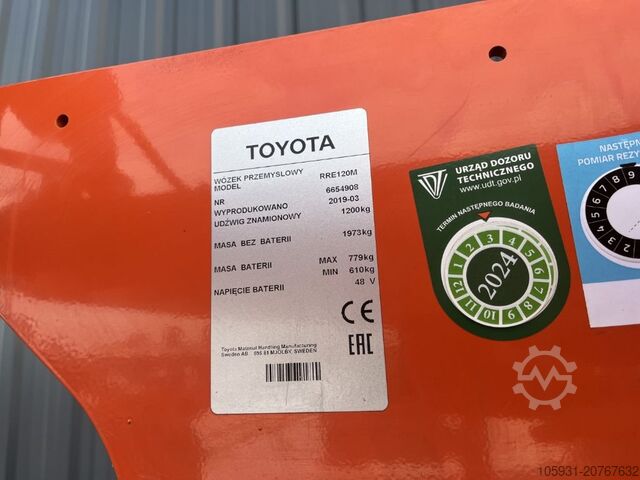 TOYOTA
WÓZEK PRZEMYSŁOWY
MODEL RRE120M
NR 6654908
WYPRODUKOWANO 2019-03
UDŹWIG ZNAMIONOWY 1200kg
MASA BEZ BATERII 1973kg
MASA BATERII MAX 779kg
MIN 610kg
NAPIĘCIE BATERII 48 V
CE
EAC
Toyota Material Handling Manufacturing
Sweden AB 595 81 MJÖLBY, SWEDEN
URZĄD DOZORU
TECHNICZNEGO
www.udt.gov.pl
TERMIN NASTĘPNEGO BADANIA
2024
1 2 3 4 5 6 7 8 9 10 11 12
NASTĘPN
POMIAR REZY
9
Machineryline
105931-20767632